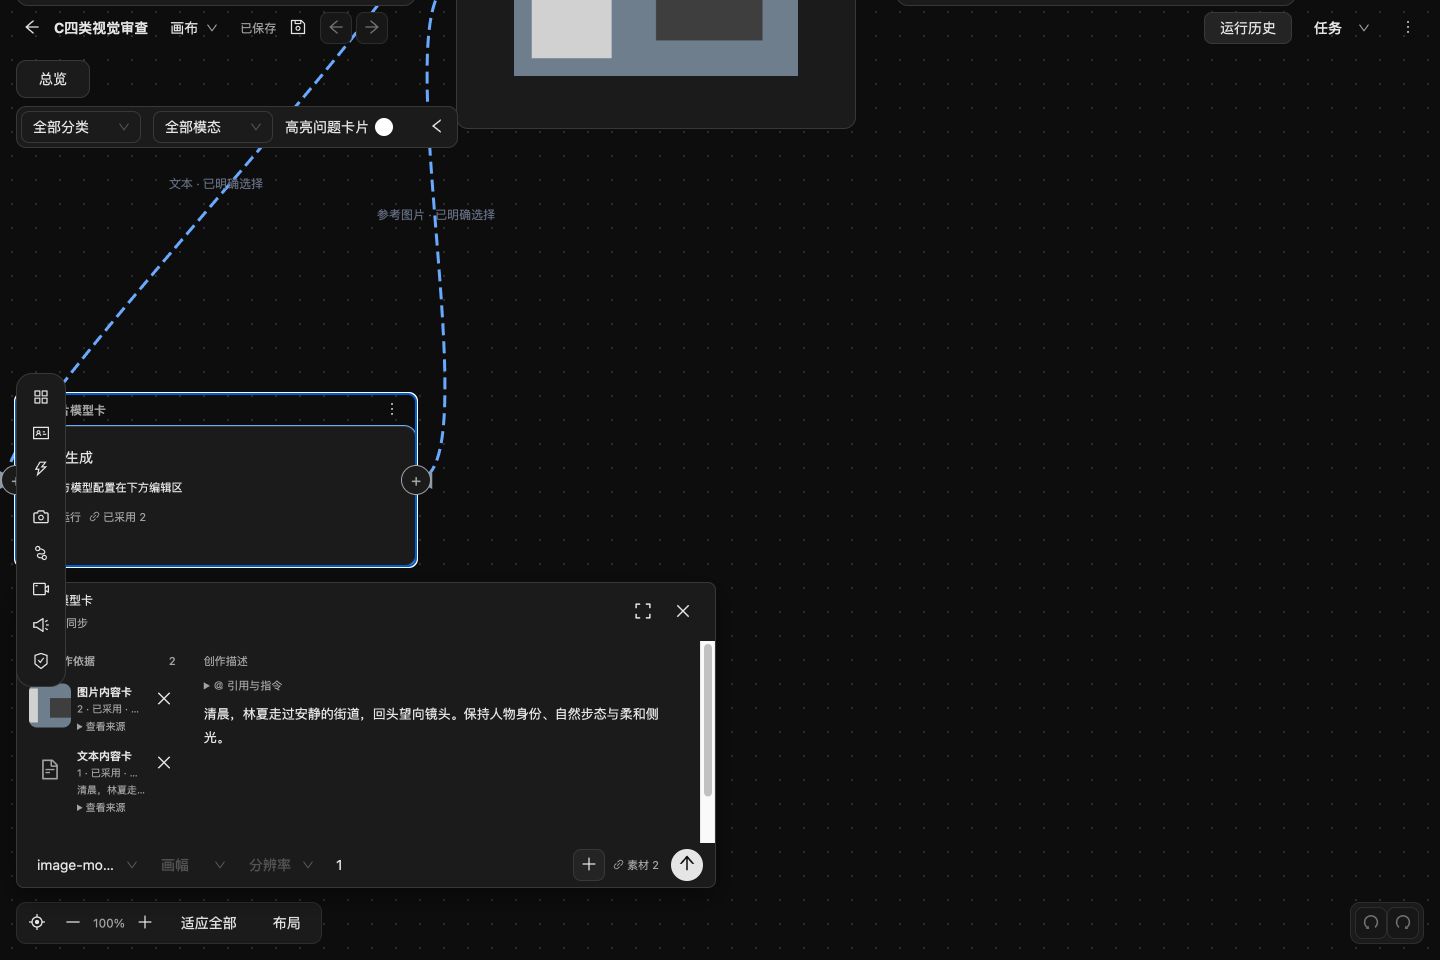 C四类视觉审查
画布
已保存
运行历史
任务
总览
全部分类
全部模态
高亮问题卡片
文本 · 已明确选择
参考图片 · 已明确选择
模型卡
生成
模型配置在下方编辑区
运行
已采用 2
模型卡
同步
作依据
2
创作描述
@ 引用与指令
图片内容卡
2 · 已采用 · ...
查看来源
清晨，林夏走过安静的街道，回头望向镜头。保持人物身份、自然步态与柔和侧
光。
文本内容卡
1 · 已采用 · ...
清晨，林夏走...
查看来源
image-mo...
画幅
分辨率
1
素材 2
100%
适应全部
布局